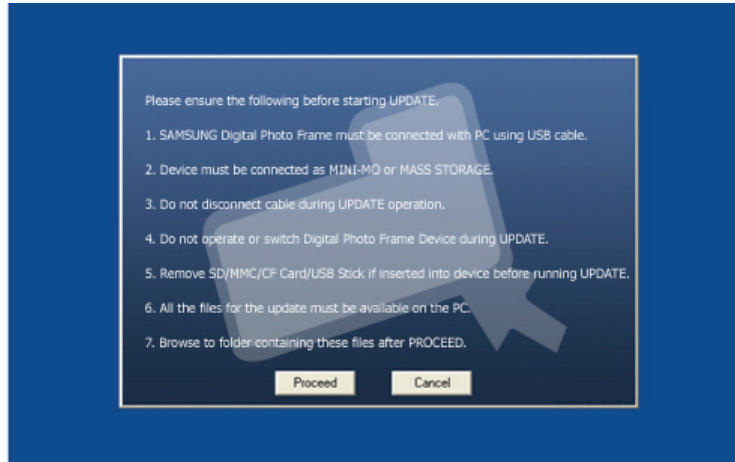 Please ensure the following before starting UPDATE.
1. SAMSUNG Digital Photo Frame must be connected with PC using USB cable.
2. Device must be connected as MINI-MO or MASS STORAGE.
3. Do not disconnect cable during UPDATE operation.
4. Do not operate or switch Digital Photo Frame Device during UPDATE.
5. Remove SD/MMC/CF Card/USB Stick if inserted into device before running UPDATE.
6. All the files for the update must be available on the PC.
7. Browse to folder containing these files after PROCEED.
Proceed Cancel